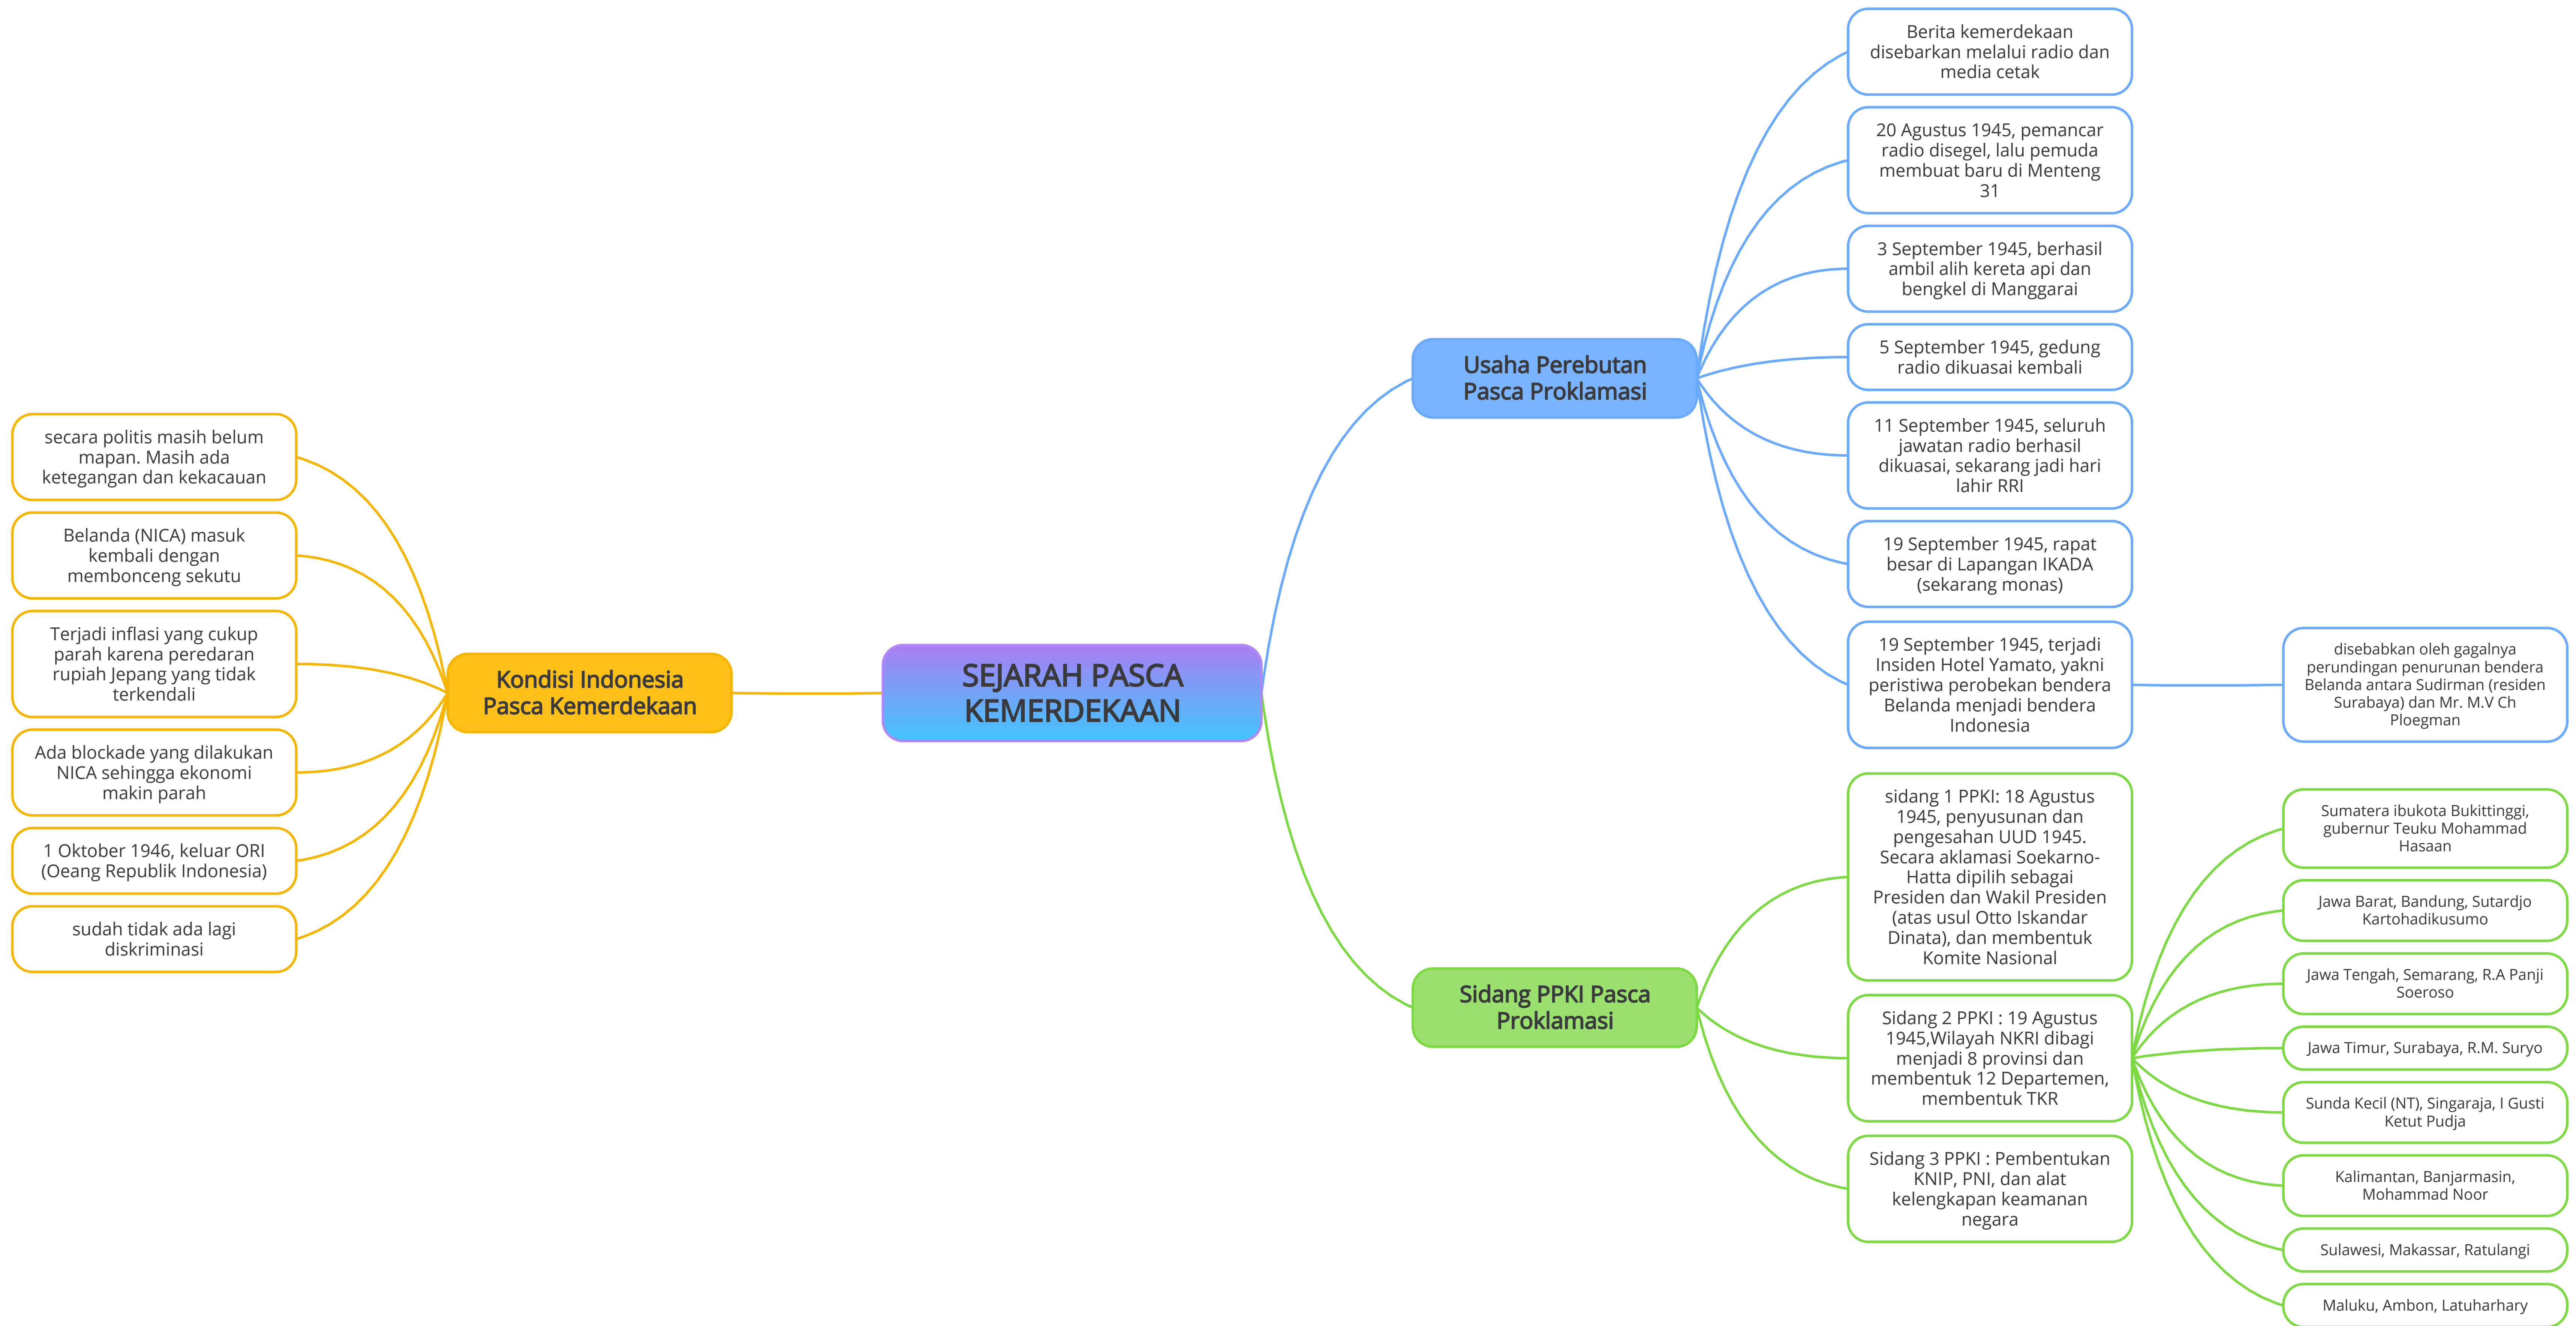 SEJARAH PASCA
KEMERDEKAAN
Usaha Perebutan
Pasca Proklamasi
Berita kemerdekaan
disebarkan melalui radio dan
media cetak
20 Agustus 1945, pemancar
radio disegel, lalu pemuda
membuat baru di Menteng
31
3 September 1945, berhasil
ambil alih kereta api dan
bengkel di Manggarai
5 September 1945, gedung
radio dikuasai kembali
11 September 1945, seluruh
jawatan radio berhasil
dikuasai, sekarang jadi hari
lahir RRI
19 September 1945, rapat
besar di Lapangan IKADA
(sekarang monas)
19 September 1945, terjadi
Insiden Hotel Yamato, yakni
peristiwa perobekan bendera
Belanda menjadi bendera
Indonesia
disebabkan oleh gagalnya
perundingan penurunan bendera
Belanda antara Sudirman (residen
Surabaya) dan Mr. M.V Ch
Ploegman
Sidang PPKI Pasca
Proklamasi
sidang 1 PPKI: 18 Agustus
1945, penyusunan dan
pengesahan UUD 1945.
Secara aklamasi Soekarno-
Hatta dipilih sebagai
Presiden dan Wakil Presiden
(atas usul Otto Iskandar
Dinata), dan membentuk
Komite Nasional
Sidang 2 PPKI : 19 Agustus
1945,Wilayah NKRI dibagi
menjadi 8 provinsi dan
membentuk 12 Departemen,
membentuk TKR
Sumatera ibukota Bukittinggi,
gubernur Teuku Mohammad
Hasaan
Jawa Barat, Bandung, Sutardjo
Kartohadikusumo
Jawa Tengah, Semarang, R.A Panji
Soeroso
Jawa Timur, Surabaya, R.M. Suryo
Sunda Kecil (NT), Singaraja, I Gusti
Ketut Pudja
Kalimantan, Banjarmasin,
Mohammad Noor
Sulawesi, Makassar, Ratulangi
Maluku, Ambon, Latuharhary
Sidang 3 PPKI : Pembentukan
KNIP, PNI, dan alat
kelengkapan keamanan
negara
Kondisi Indonesia
Pasca Kemerdekaan
secara politis masih belum
mapan. Masih ada
ketegangan dan kekacauan
Belanda (NICA) masuk
kembali dengan
membonceng sekutu
Terjadi inflasi yang cukup
parah karena peredaran
rupiah Jepang yang tidak
terkendali
Ada blockade yang dilakukan
NICA sehingga ekonomi
makin parah
1 Oktober 1946, keluar ORI
(Oeang Republik Indonesia)
sudah tidak ada lagi
diskriminasi